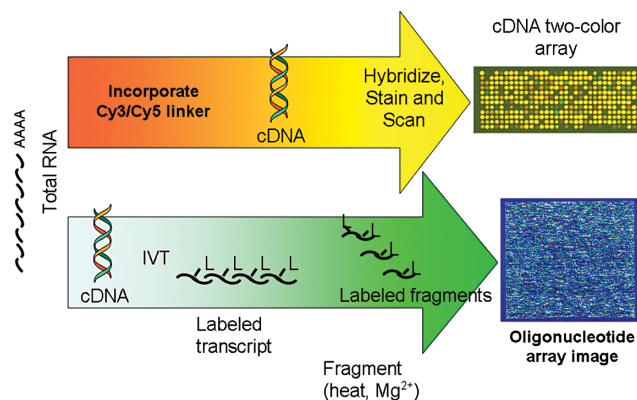 AAAA
Total RNA
Incorporate
Cy3/Cy5 linker
cDNA
Hybridize,
Stain and
Scan
cDNA two-color
array
cDNA
IVT
L L L L
Labeled
transcript
L
L
L
Labeled fragments
Fragment
(heat, Mg²⁺)
Oligonucleotide
array image